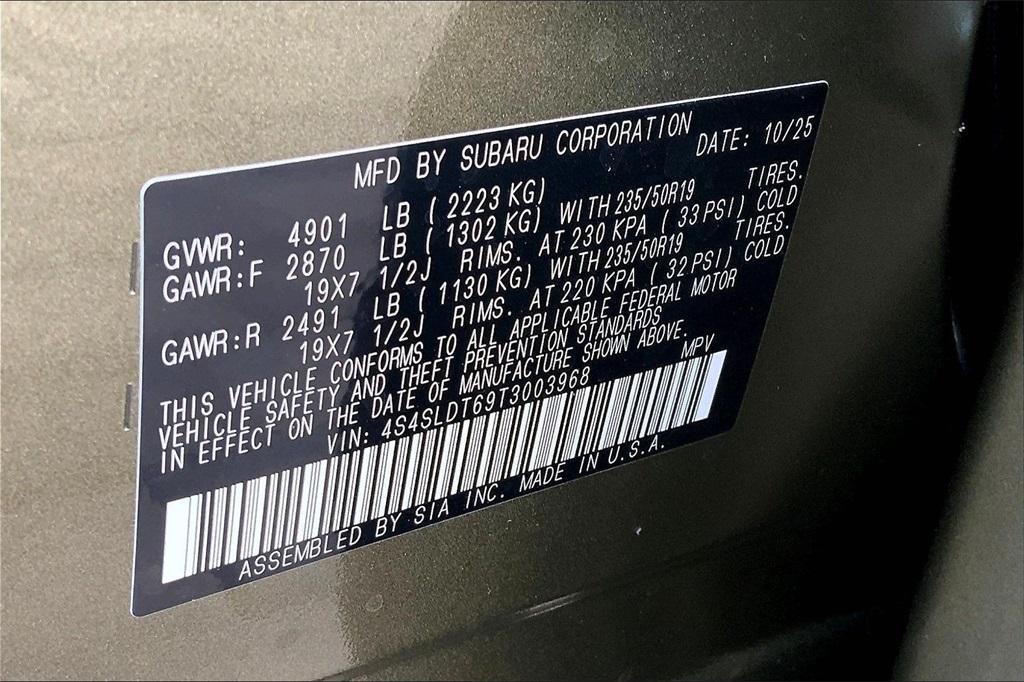 MFD BY SUBARU CORPORATION DATE: 10/25
GVWR: 4901 LB ( 2223 KG)
GAWR:F 2870 LB ( 1302 KG) WITH 235/50R19 TIRES.
19X7 1/2J RIMS. AT 230 KPA ( 33 PSI) COLD
GAWR:R 2491 LB ( 1130 KG) WITH 235/50R19 TIRES.
19X7 1/2J RIMS. AT 220 KPA ( 32 PSI) COLD
THIS VEHICLE CONFORMS TO ALL APPLICABLE FEDERAL MOTOR
VEHICLE SAFETY AND THEFT PREVENTION STANDARDS
IN EFFECT ON THE DATE OF MANUFACTURE SHOWN ABOVE.
VIN: 4S4SLDT69T3003968 MPV
ASSEMBLED BY SIA INC. MADE IN U.S.A.